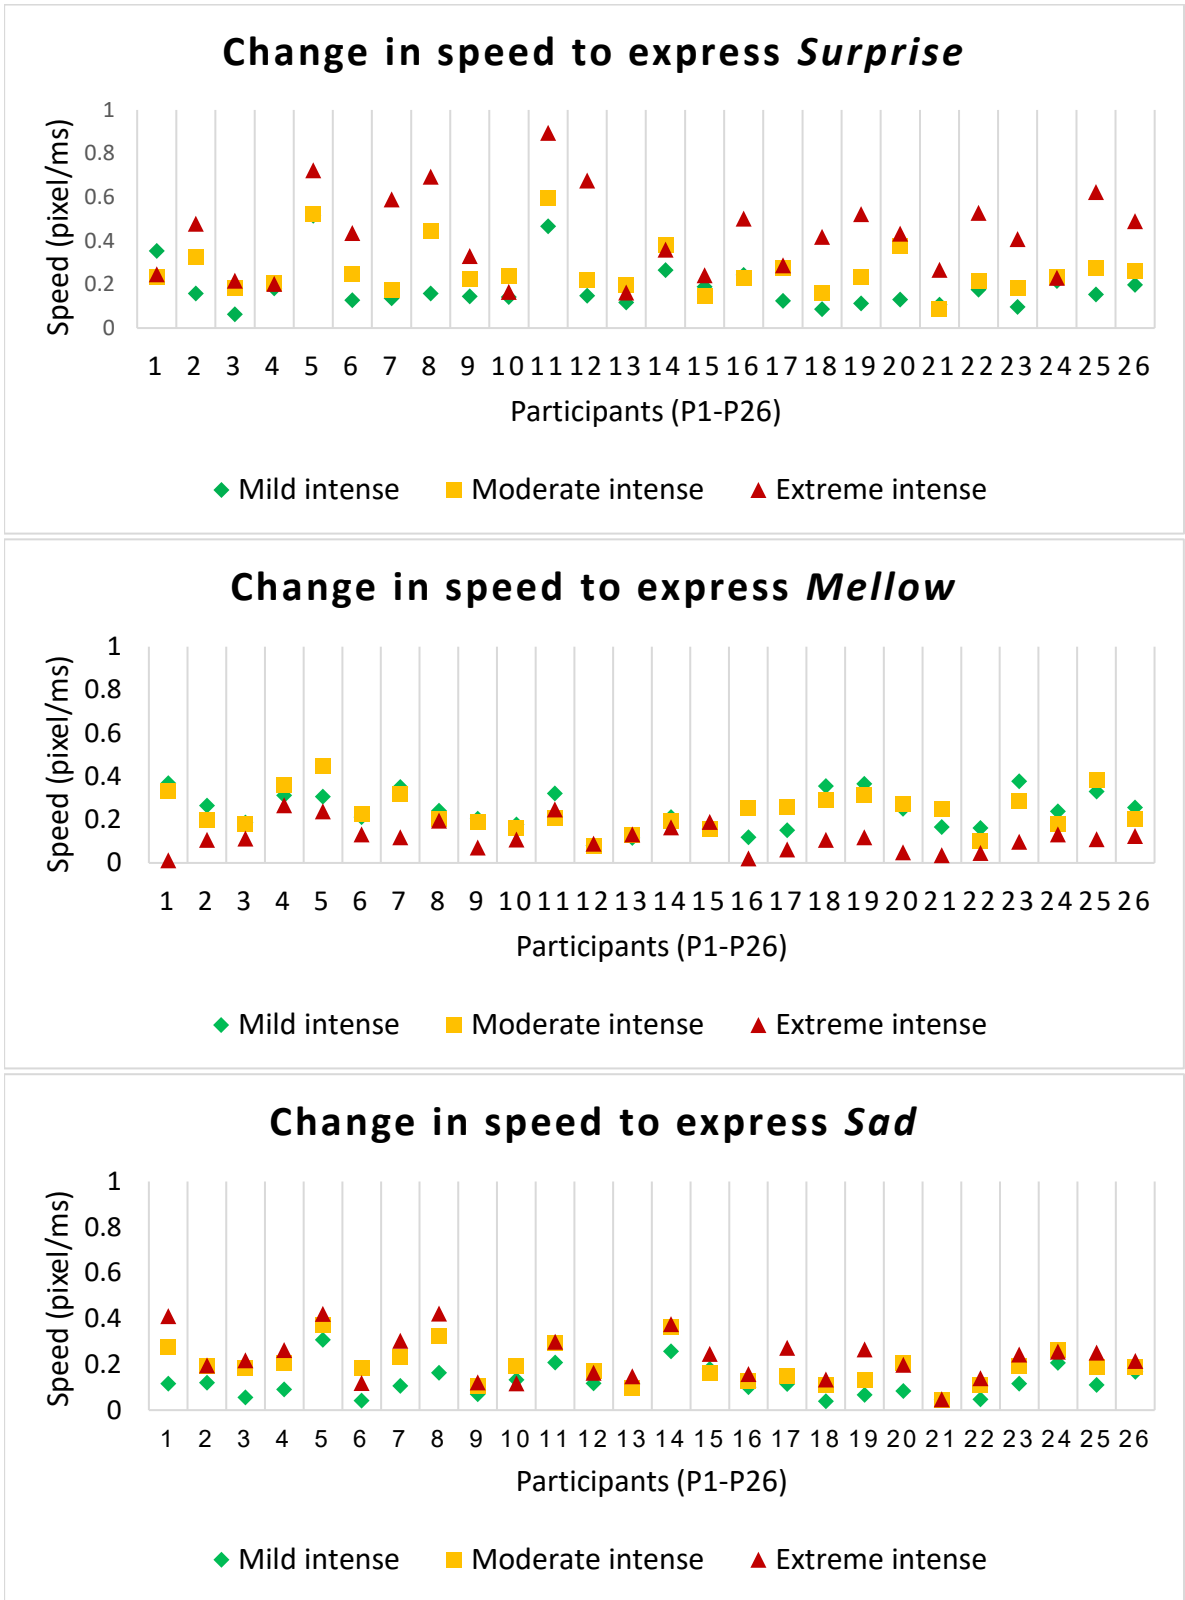 Change in speed to express Surprise
Speed (pixel/ms)
1
0.8
0.6
0.4
0.2
0
1 2 3 4 5 6 7 8 9 10 11 12 13 14 15 16 17 18 19 20 21 22 23 24 25 26
Participants (P1-P26)
Mild intense Moderate intense Extreme intense
Change in speed to express Mellow
Speed (pixel/ms)
1
0.8
0.6
0.4
0.2
0
1 2 3 4 5 6 7 8 9 10 11 12 13 14 15 16 17 18 19 20 21 22 23 24 25 26
Participants (P1-P26)
Mild intense Moderate intense Extreme intense
Change in speed to express Sad
Speed (pixel/ms)
1
0.8
0.6
0.4
0.2
0
1 2 3 4 5 6 7 8 9 10 11 12 13 14 15 16 17 18 19 20 21 22 23 24 25 26
Participants (P1-P26)
Mild intense Moderate intense Extreme intense